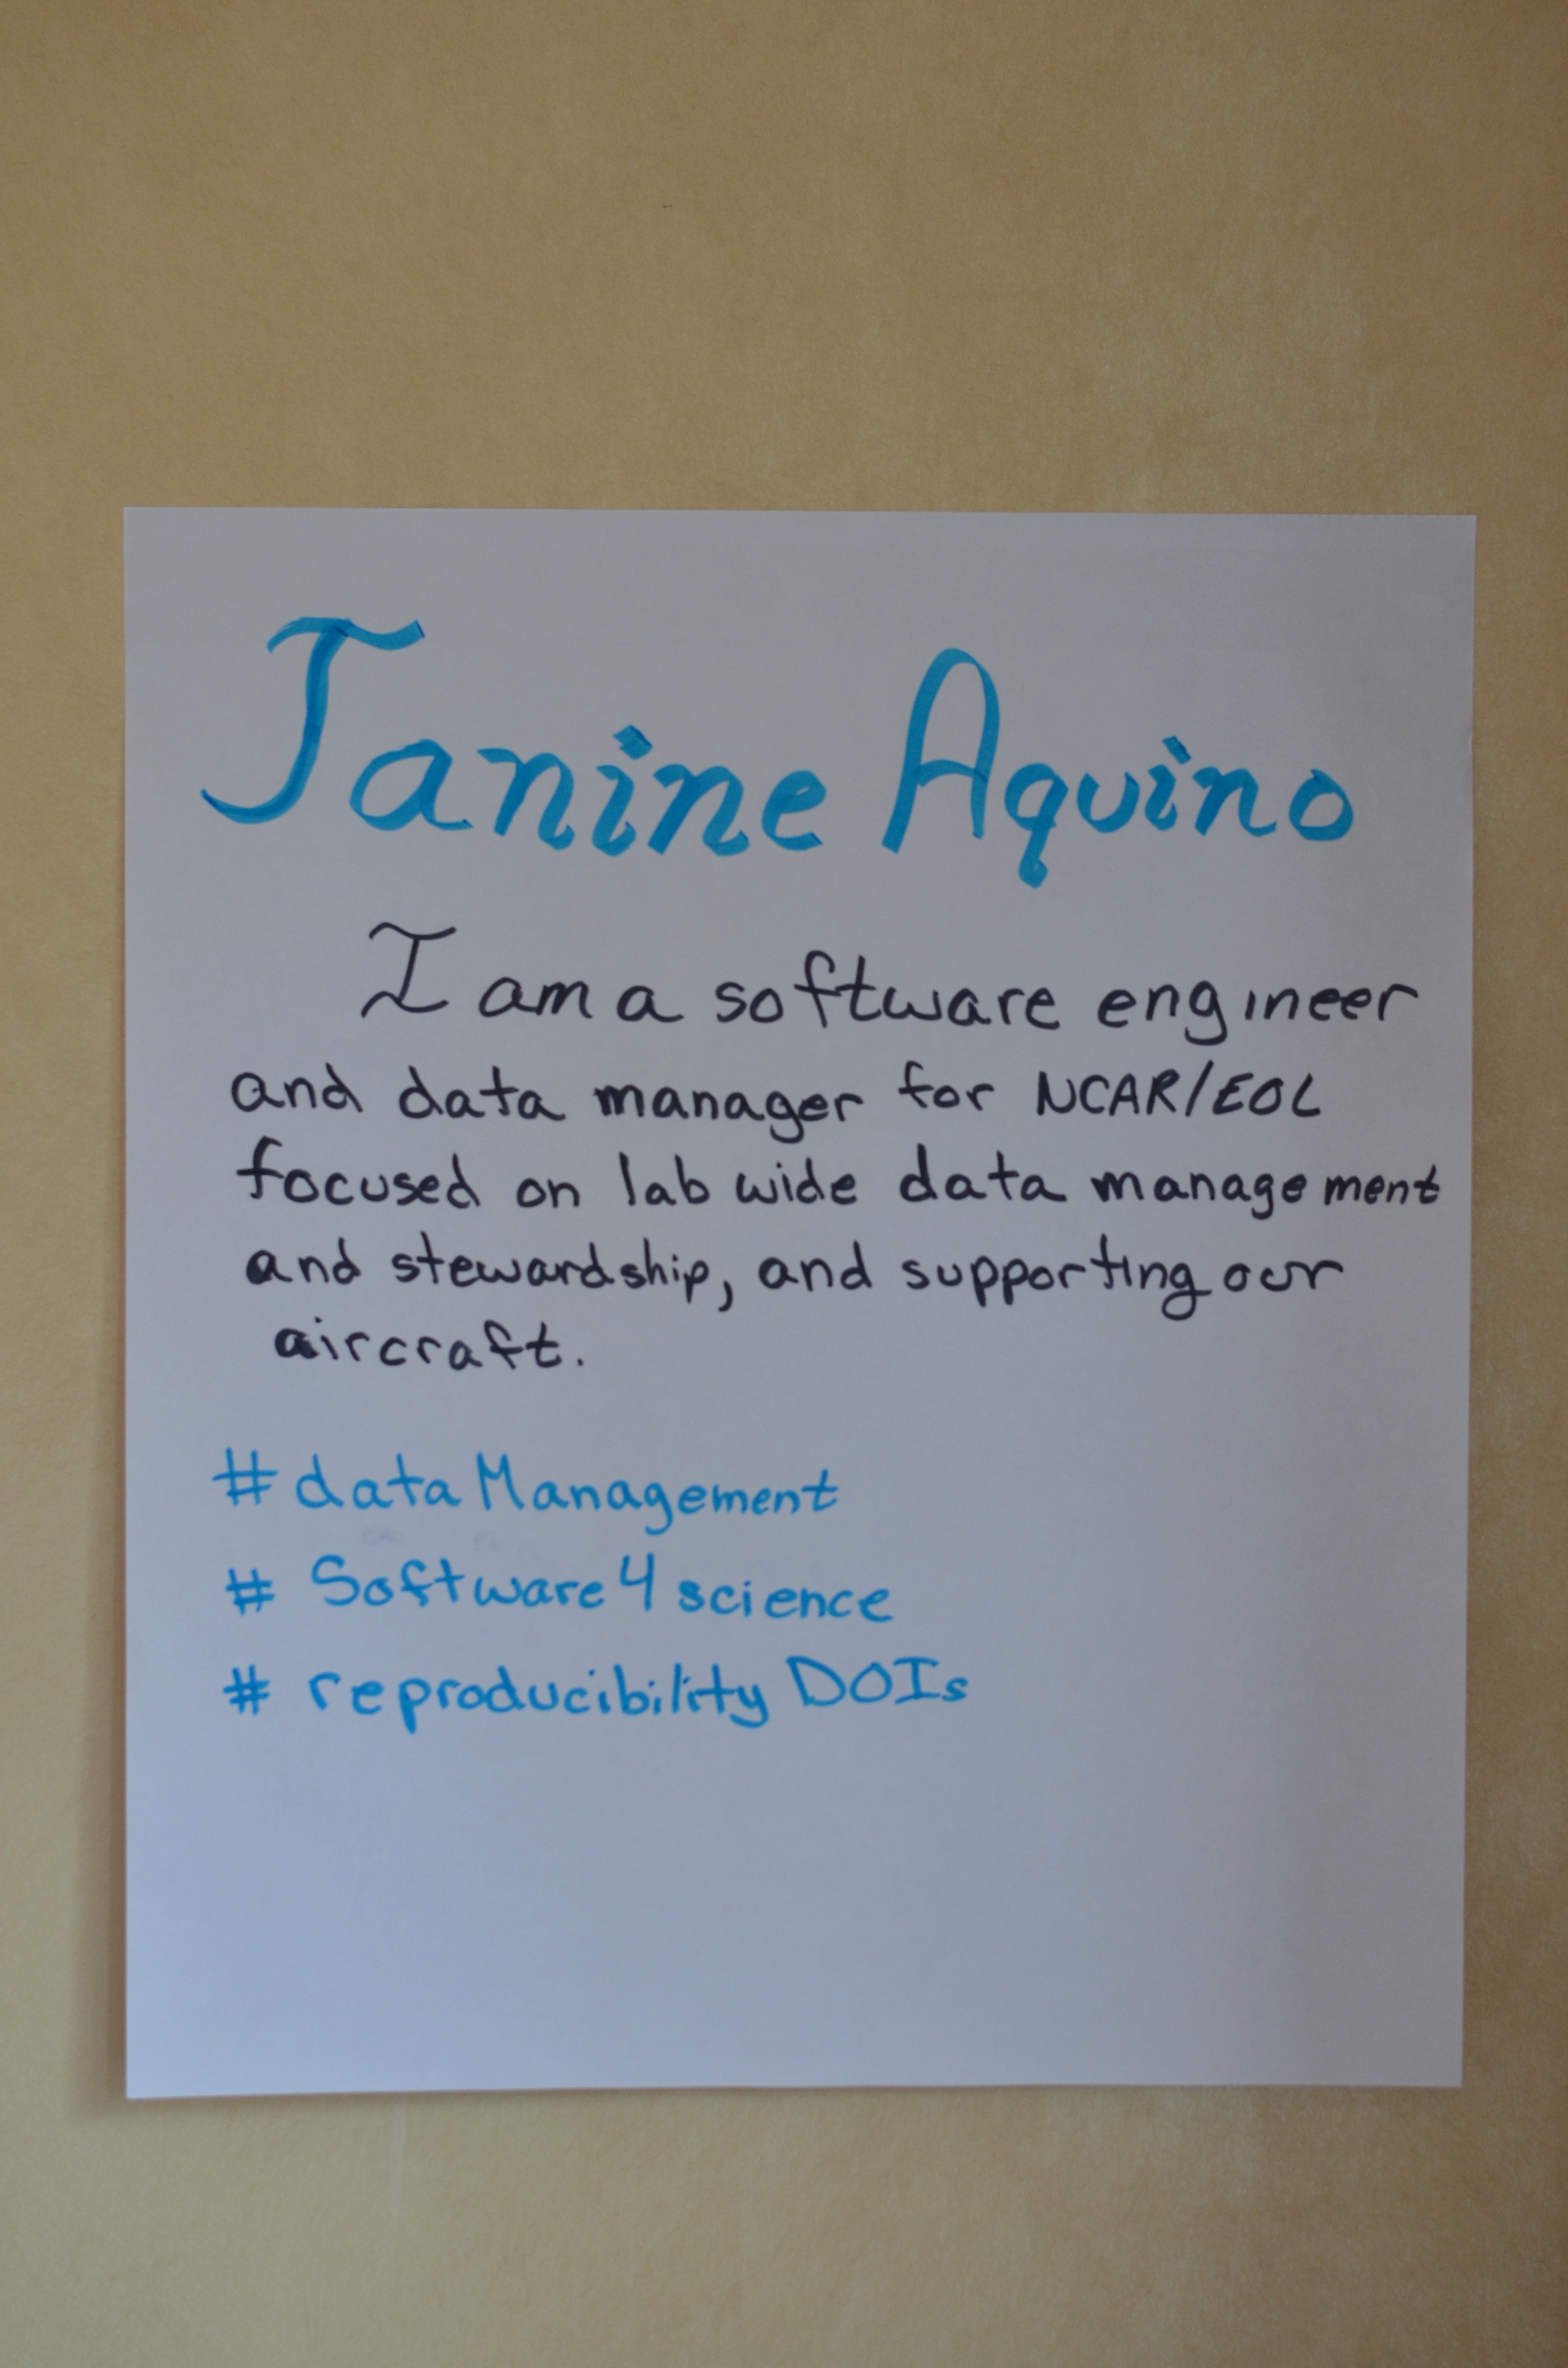 Janine Aquino
I am a software engineer
and data manager for NCAR/EOL
focused on lab wide data management
and stewardship, and supporting our
aircraft.
# dataManagement
# Software4science
# reproducibility DOIs